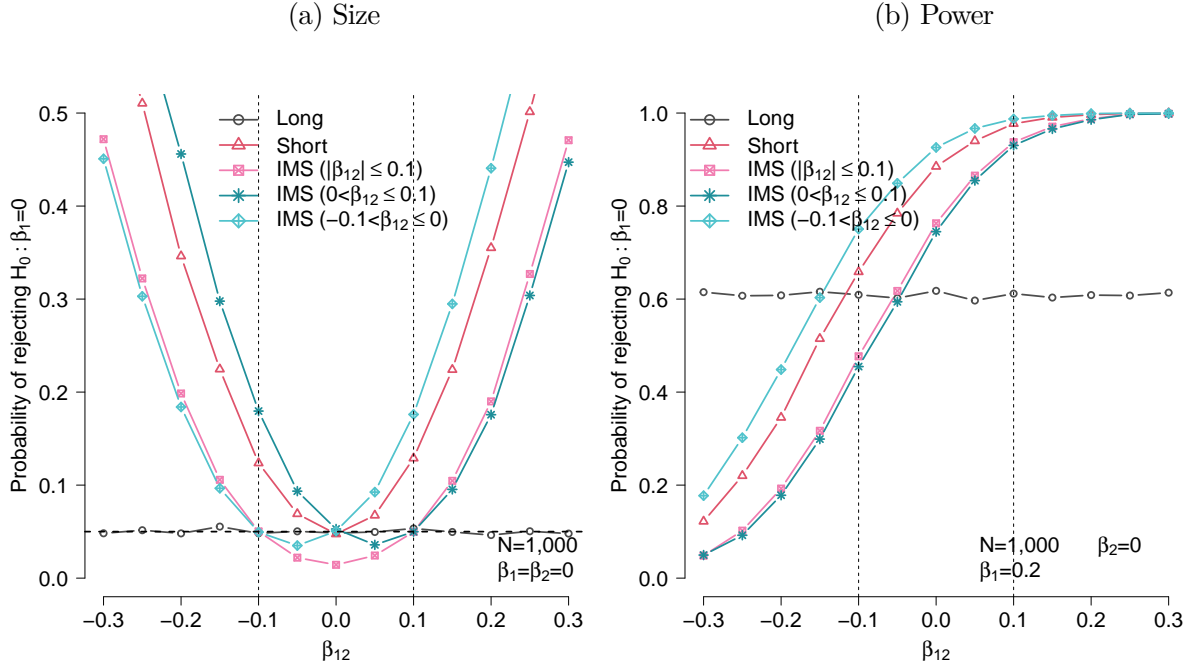 (a) Size
Probability of rejecting H₀ : β₁=0
0.5
0.4
0.3
0.2
0.1
0.0
Long
Short
IMS (|β₁₂| ≤ 0.1)
IMS (0<β₁₂ ≤ 0.1)
IMS (−0.1<β₁₂ ≤ 0)
N=1,000
β₁=β₂=0
−0.3 −0.2 −0.1 0.0 0.1 0.2 0.3
β₁₂
(b) Power
Probability of rejecting H₀ : β₁=0
1.0
0.8
0.6
0.4
0.2
0.0
Long
Short
IMS (|β₁₂| ≤ 0.1)
IMS (0<β₁₂ ≤ 0.1)
IMS (−0.1<β₁₂ ≤ 0)
N=1,000 β₂=0
β₁=0.2
−0.3 −0.2 −0.1 0.0 0.1 0.2 0.3
β₁₂